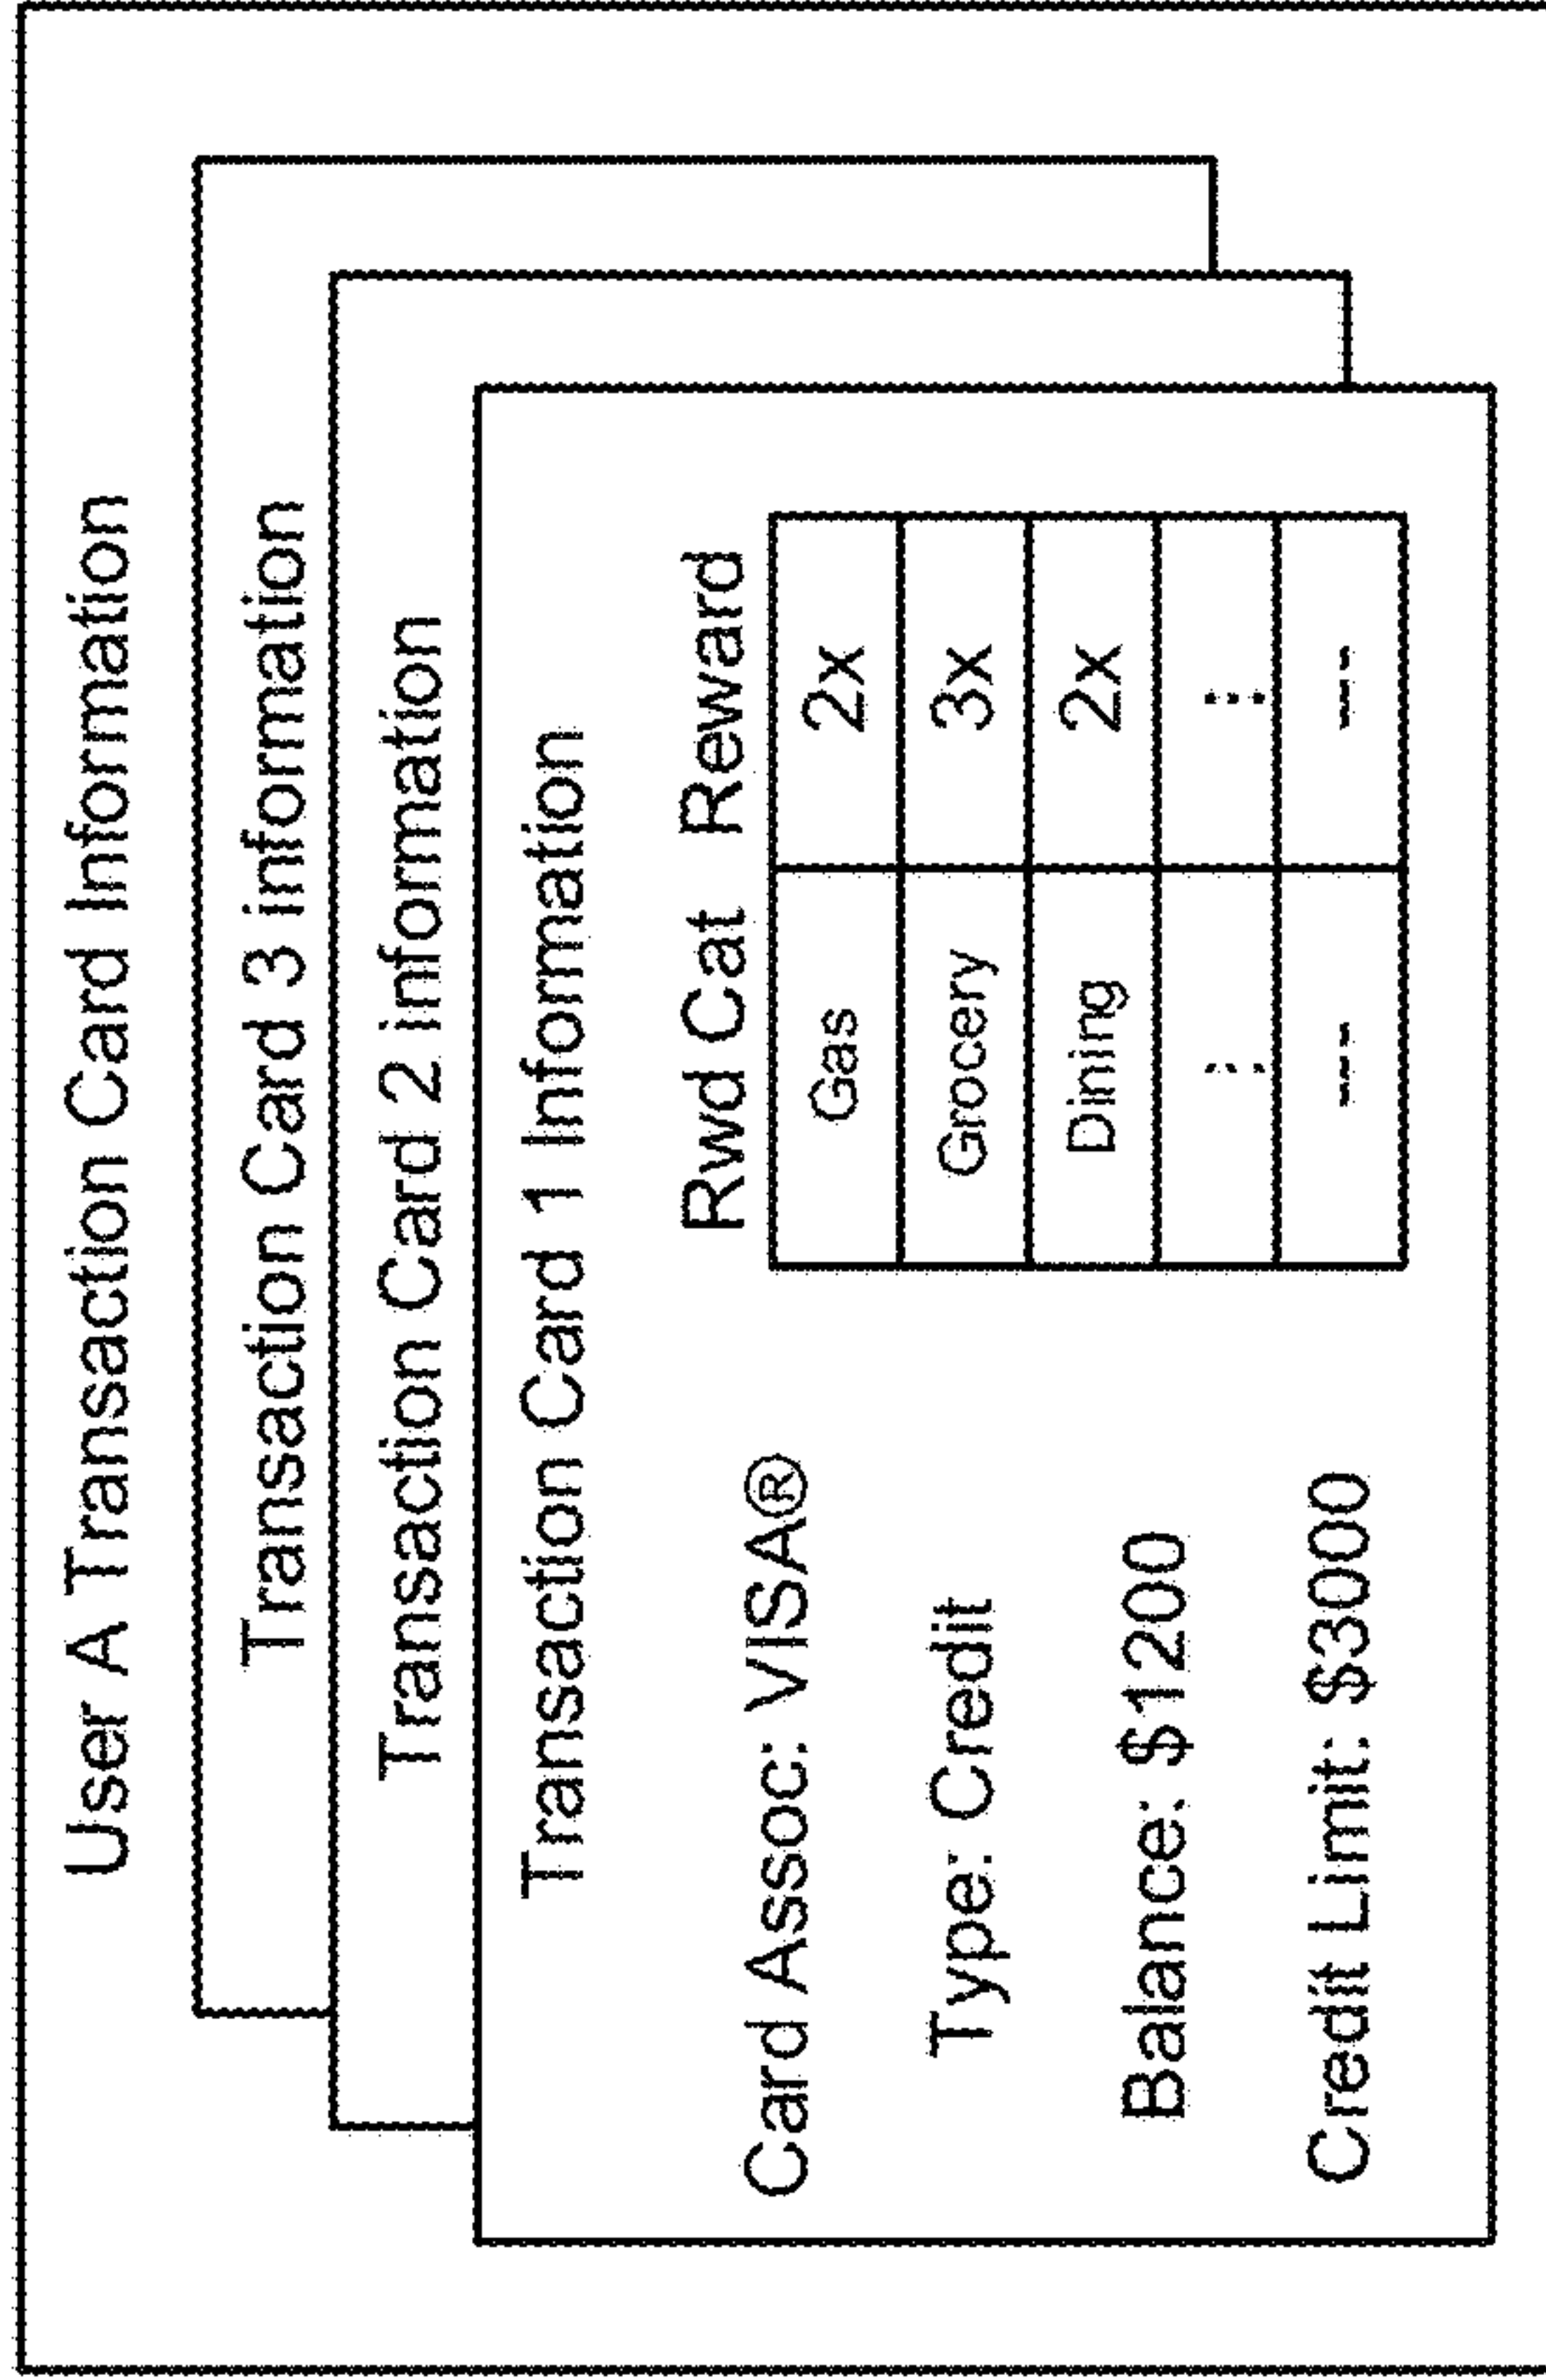 User A Transaction Card Information
Transaction Card 3 information
Transaction Card 2 information
Transaction Card 1 Information
Card Assoc: VISA®
Type: Credit
Balance: $1200
Credit Limit: $3000
Rwd Cat Reward
Gas 2x
Grocery 3x
Dining 2x
: :
--- ---